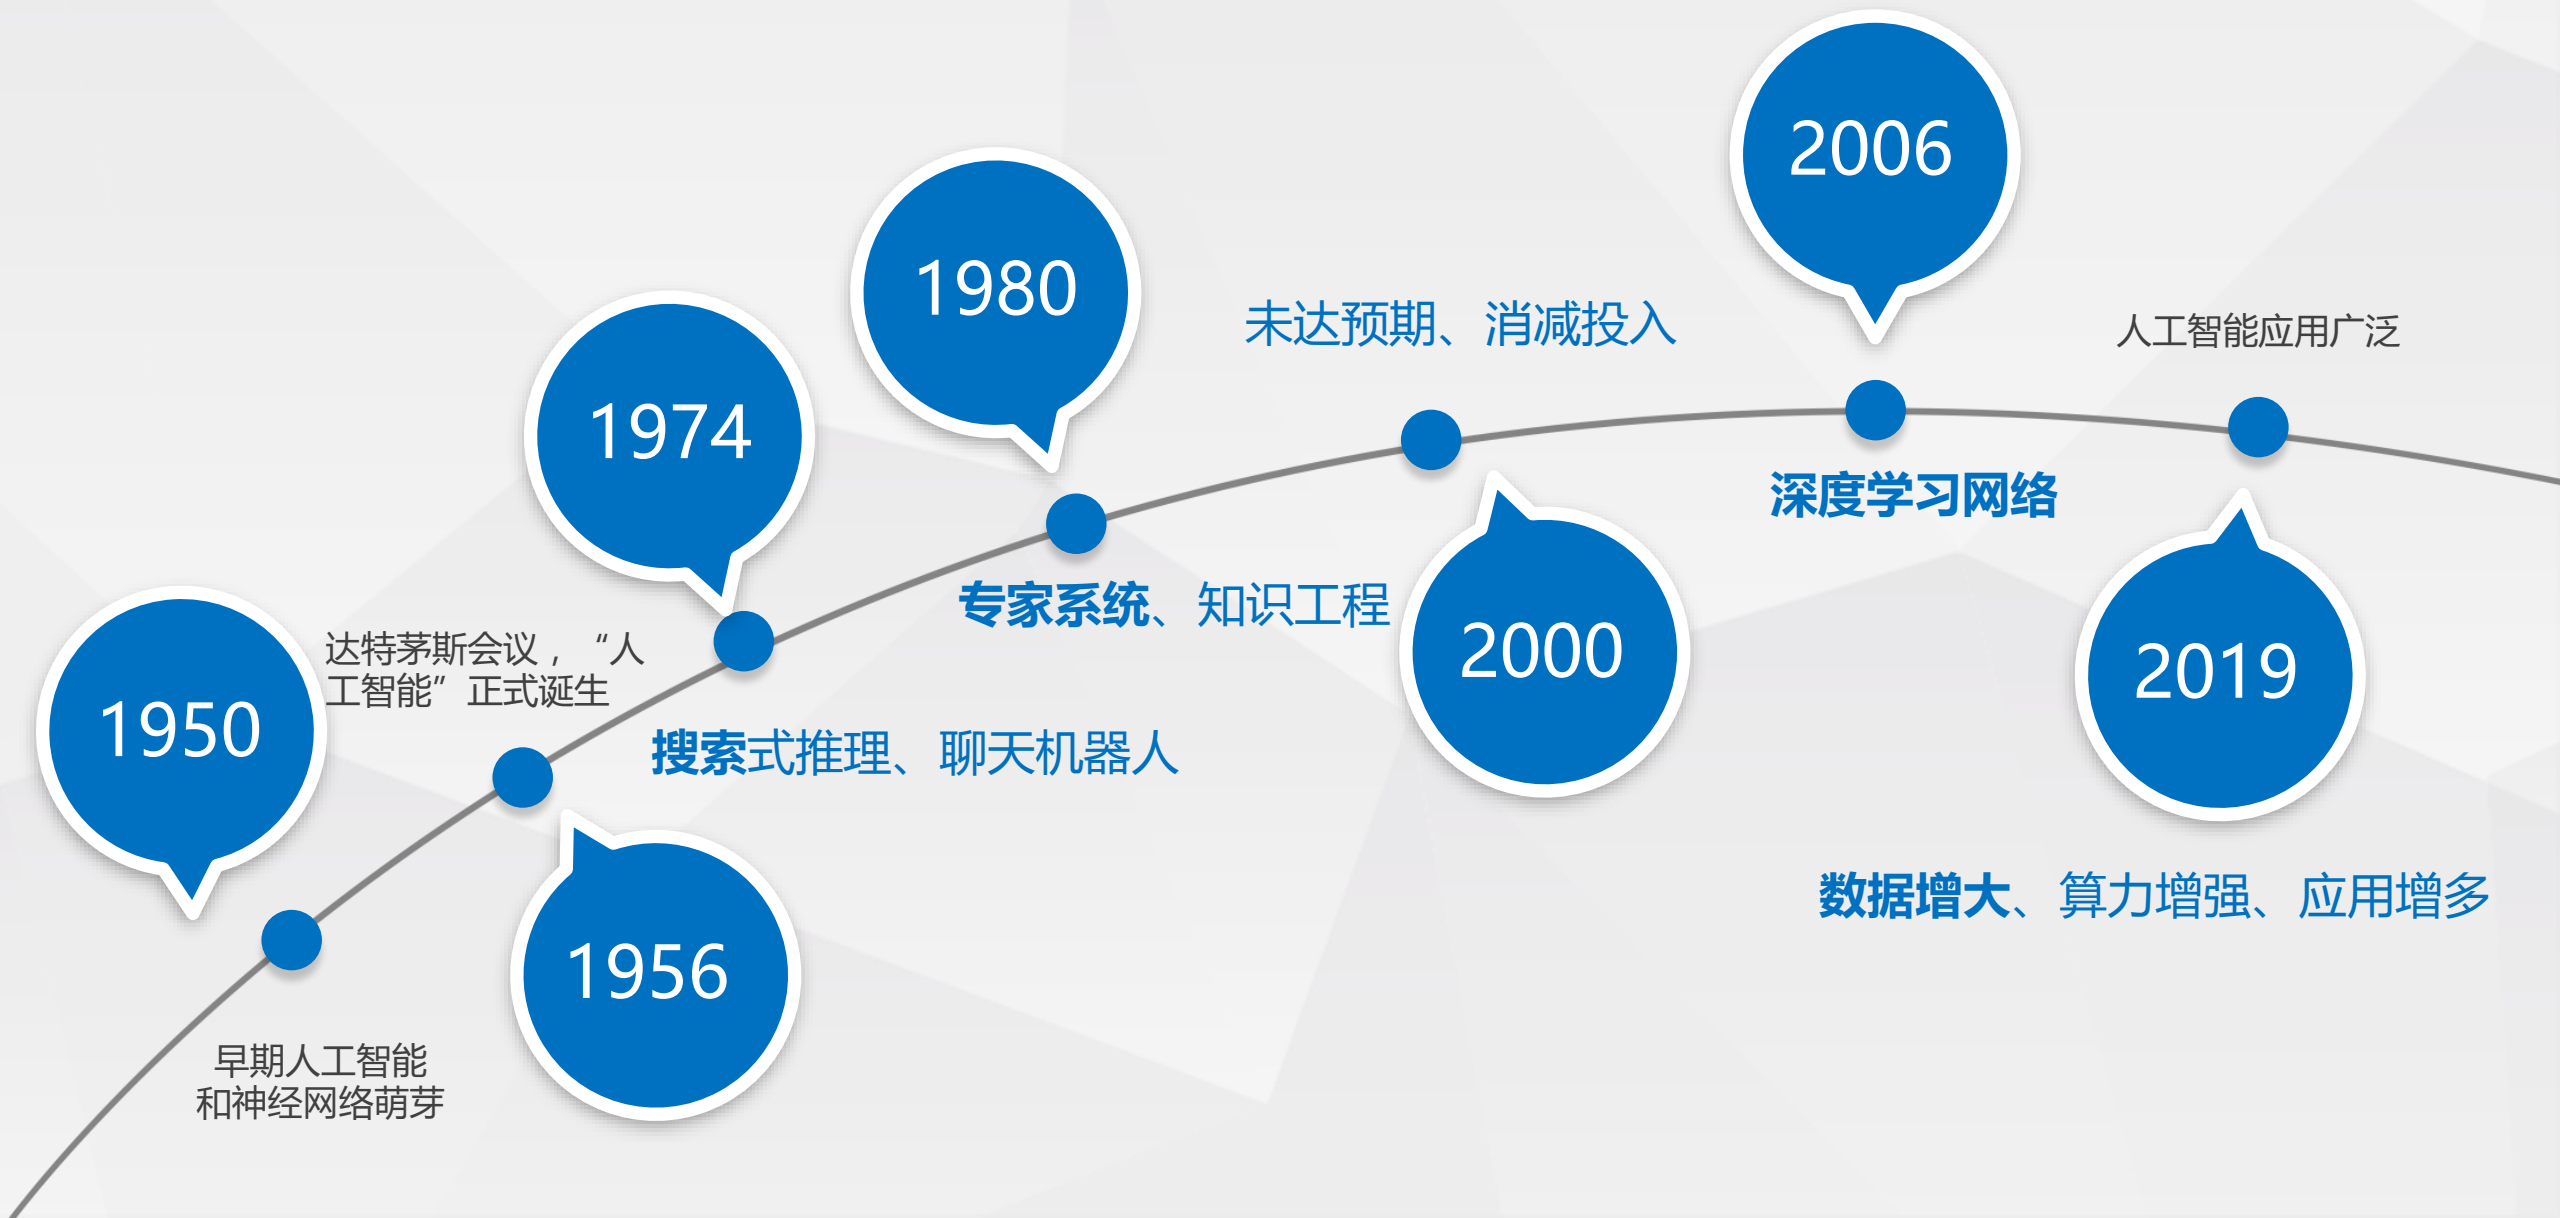 1950
早期人工智能
和神经网络萌芽
达特茅斯会议，“人
工智能”正式诞生
1956
1974
搜索式推理、聊天机器人
1980
专家系统、知识工程
未达预期、消减投入
2000
2006
深度学习网络
人工智能应用广泛
2019
数据增大、算力增强、应用增多